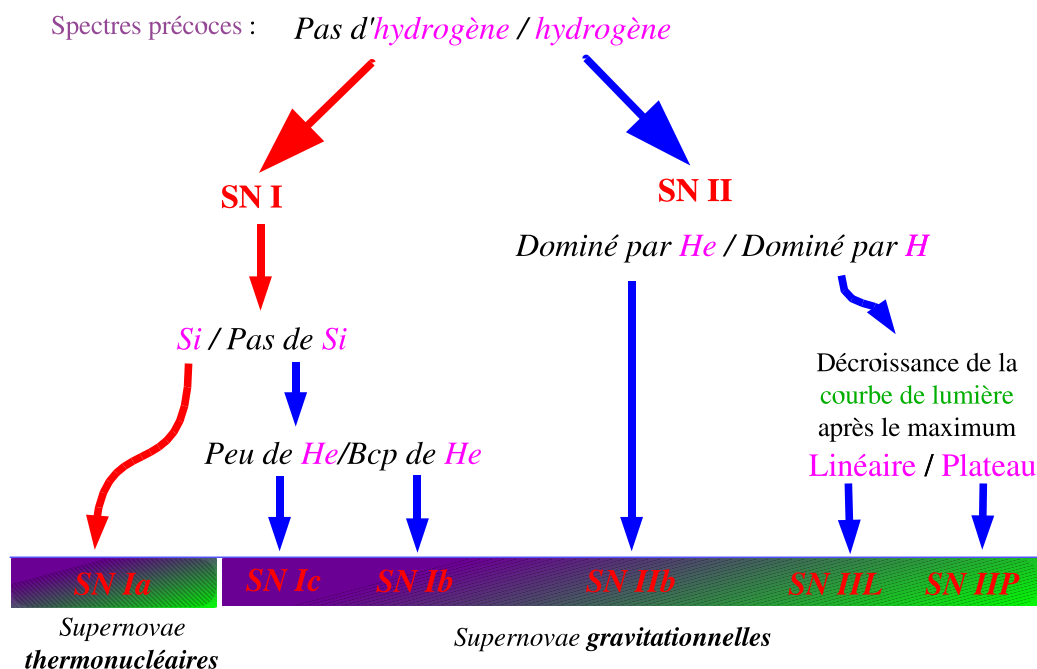 Spectres précoces : Pas d'hydrogène / hydrogène
SN I
SN II
Dominé par He / Dominé par H
Si / Pas de Si
Décroissance de la
courbe de lumière
après le maximum
Linéaire / Plateau
Peu de He/Bcp de He
SN Ia
SN Ic
SN Ib
SN IIb
SN IIL
SN IIP
Supernovae
thermonucléaires
Supernovae gravitationnelles